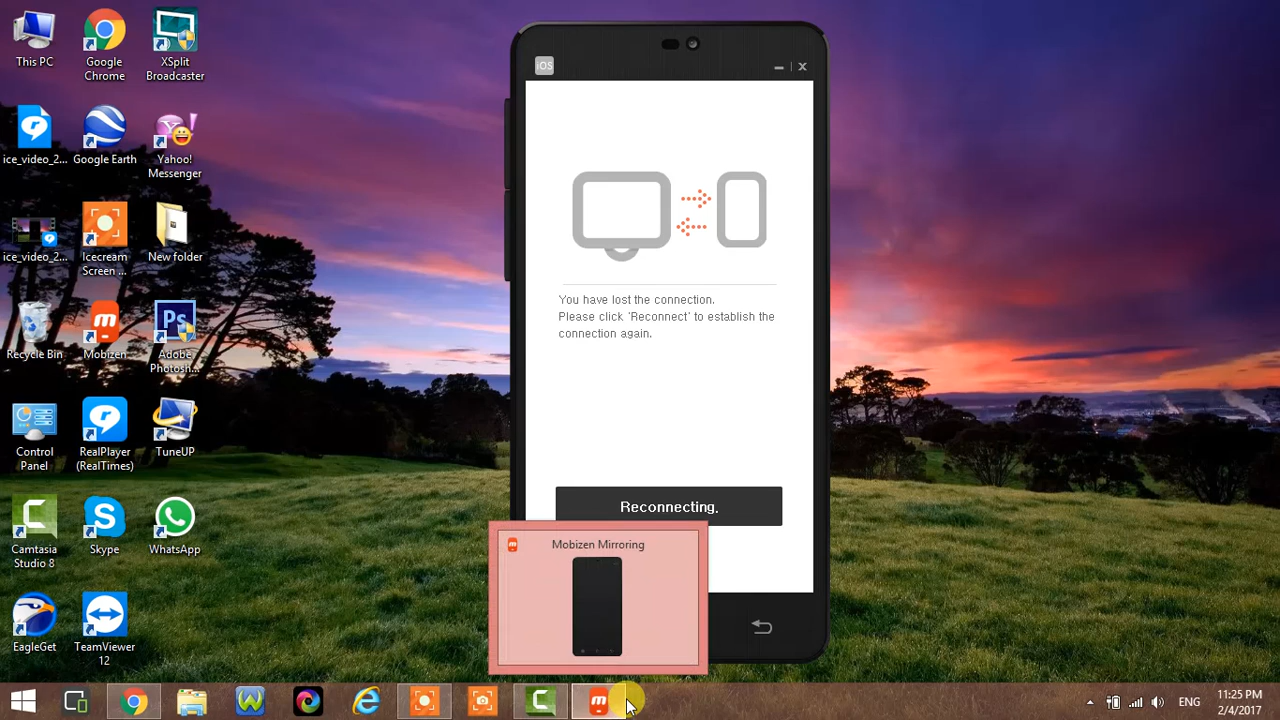 This PC
Google
Chrome
XSplit
Broadcaster
ice_video_2...
Google Earth
Yahoo!
Messenger
ice_video_2...
Icecream
Screen ...
New folder
Recycle Bin
m
Mobizen
Ps
Adobe
Photosh...
Control
Panel
RealPlayer
(RealTimes)
TuneUP
Camtasia
Studio 8
Skype
WhatsApp
EagleGet
TeamViewer
12
iOS
You have lost the connection.
Please click 'Reconnect' to establish the
connection again.
Reconnecting.
m
Mobizen Mirroring
m
ENG
11:25 PM
2/4/2017